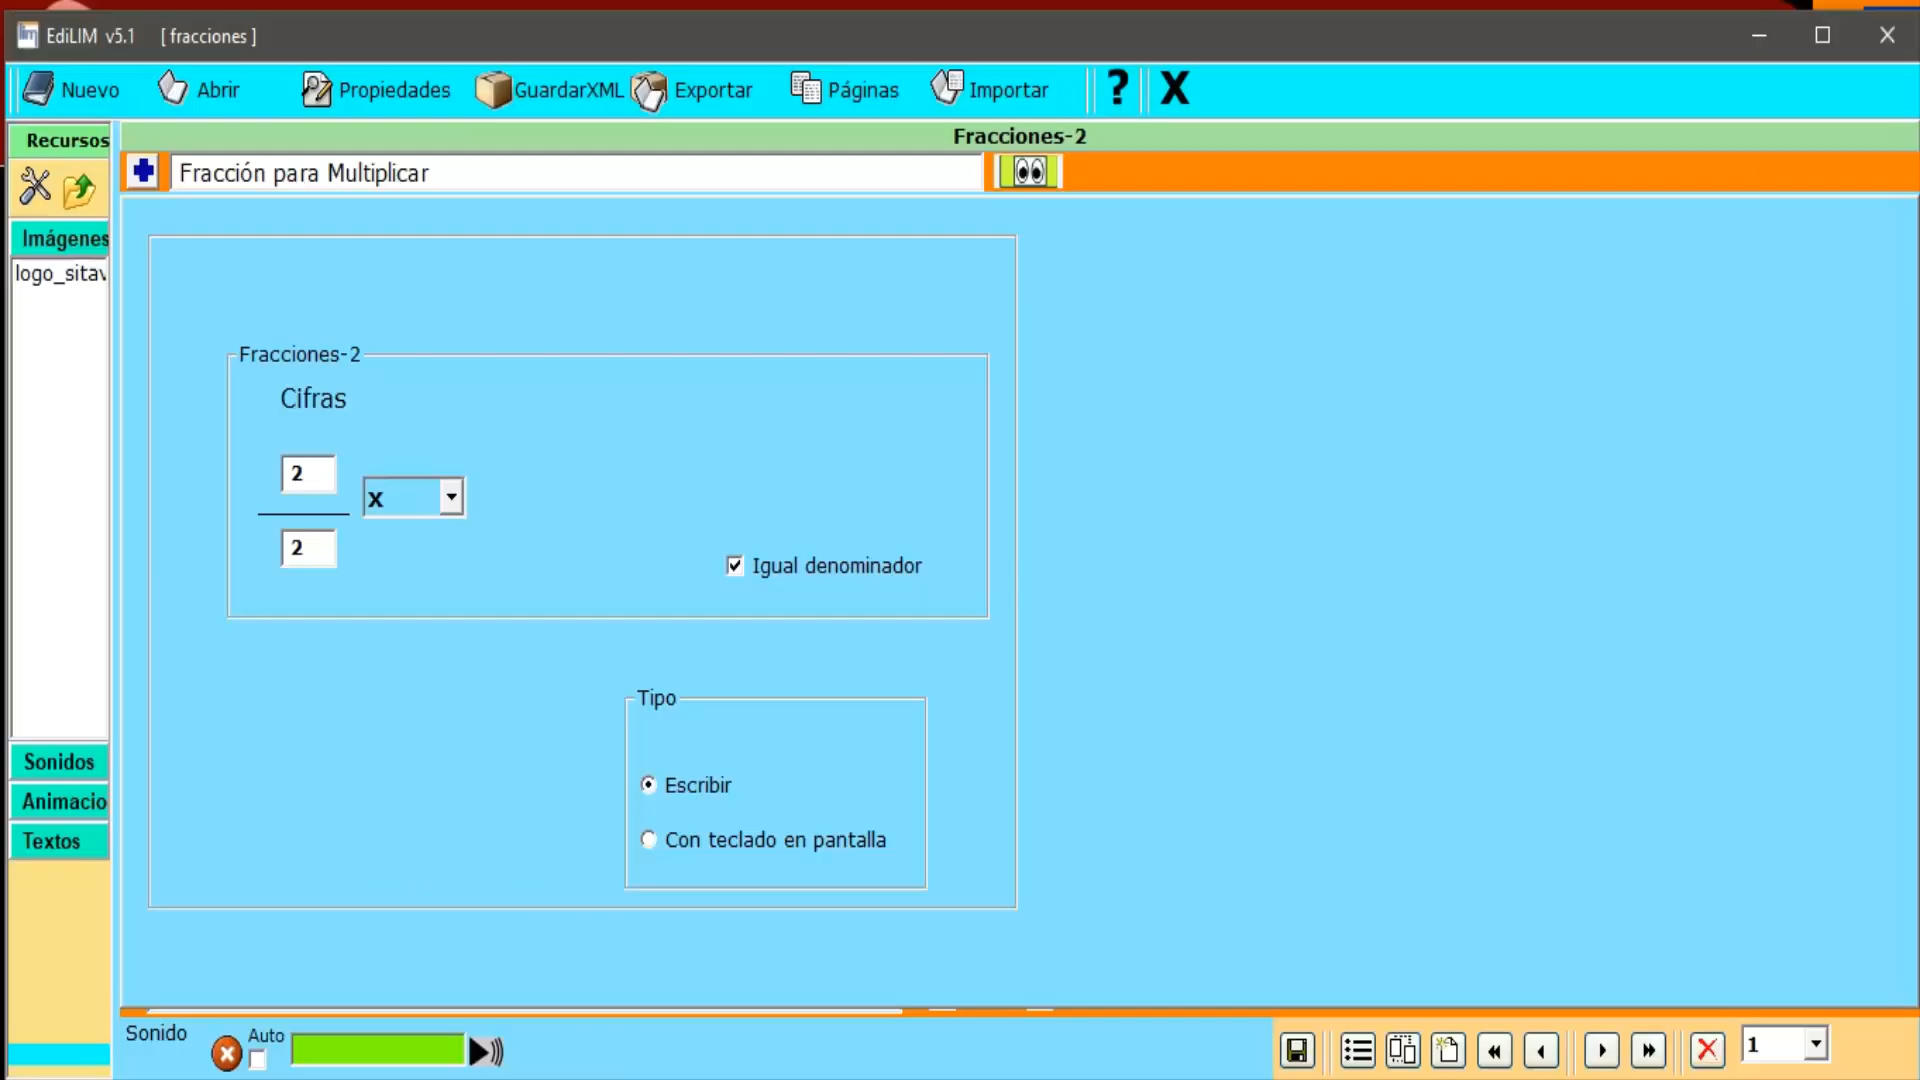 EdiLIM v5.1 [ fracciones ]
Nuevo Abrir Propiedades GuardarXML Exportar Páginas Importar ? X
Recursos
Fracciones-2
Fracción para Multiplicar
Imágenes
logo_sitav
Fracciones-2
Cifras
2
x
2
Igual denominador
Tipo
Escribir
Con teclado en pantalla
Sonidos
Animacio
Textos
Sonido
Auto
1